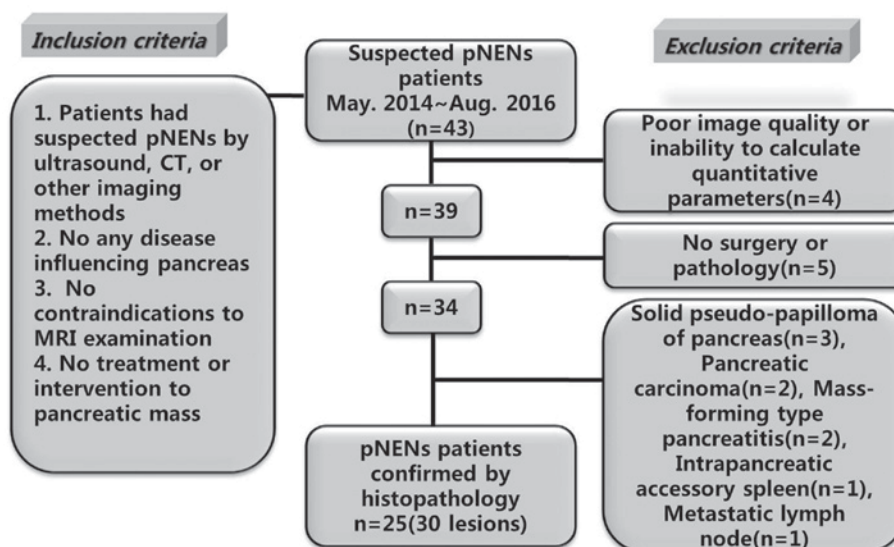 Inclusion criteria
1. Patients had
suspected pNENs by
ultrasound, CT, or
other imaging
methods
2. No any disease
influencing pancreas
3. No
contraindications to
MRI examination
4. No treatment or
intervention to
pancreatic mass
Suspected pNENs
patients
May. 2014~Aug. 2016
(n=43)
n=39
n=34
pNENs patients
confirmed by
histopathology
n=25(30 lesions)
Exclusion criteria
Poor image quality or
inability to calculate
quantitative
parameters(n=4)
No surgery or
pathology(n=5)
Solid pseudo-papilloma
of pancreas(n=3),
Pancreatic
carcinoma(n=2), Mass-
forming type
pancreatitis(n=2),
Intrapancreatic
accessory spleen(n=1),
Metastatic lymph
node(n=1)